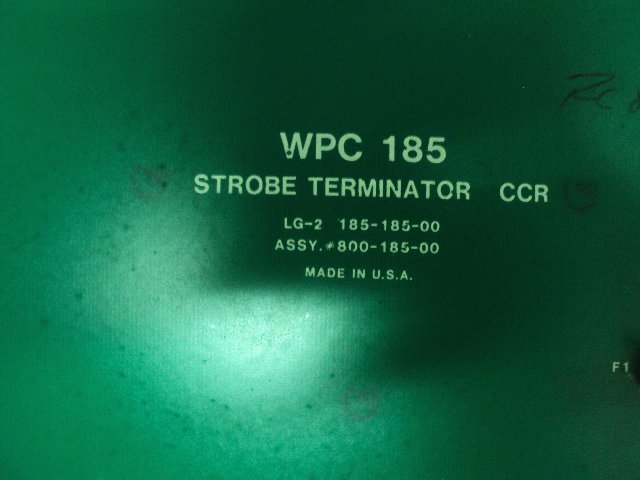 WPC 185
STROBE TERMINATOR CCR
LG-2 185-185-00
ASSY.#800-185-00
MADE IN U.S.A.
F1